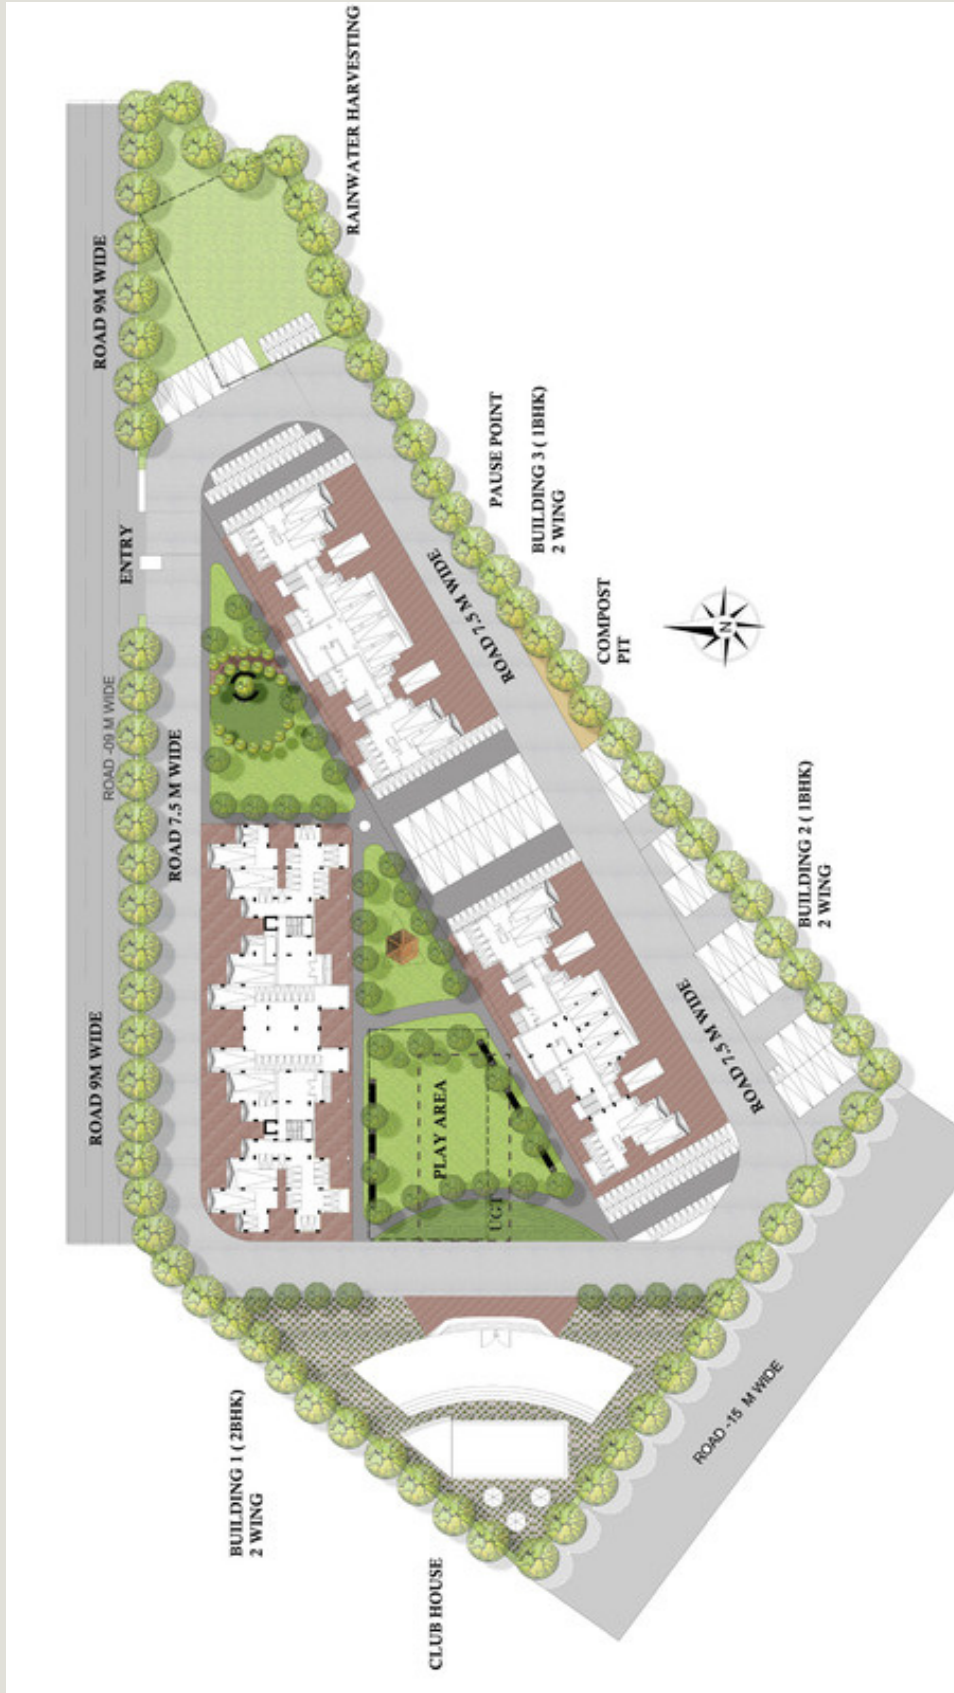 RAINWATER HARVESTING
ROAD 9M WIDE
PAUSE POINT
BUILDING 3 ( 1BHK)
2 WING
ENTRY
ROAD 7.5 M WIDE
COMPOST
PIT
N
ROAD -09 M WIDE
ROAD 7.5 M WIDE
BUILDING 2 ( 1BHK)
2 WING
ROAD 9M WIDE
ROAD 7.5 M WIDE
PLAY AREA
UGT
ROAD -15 M WIDE
BUILDING 1 ( 2BHK)
2 WING
CLUB HOUSE